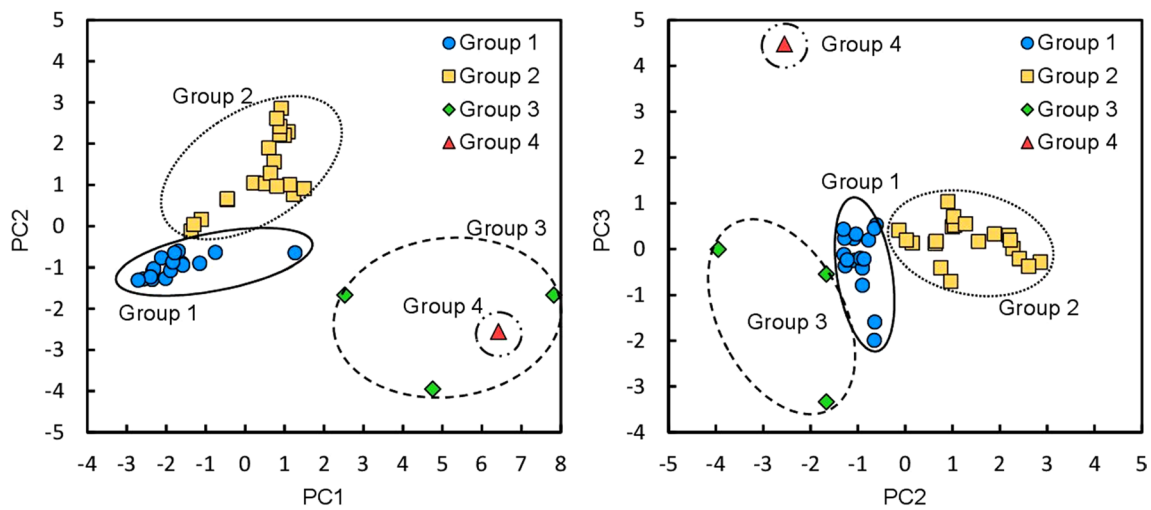 5
4
3
2
1
0
-1
-2
-3
-4
-5
PC2
-4 -3 -2 -1 0 1 2 3 4 5 6 7 8
PC1
Group 1
Group 2
Group 3
Group 4
Group 2
Group 3
Group 4
Group 1
5
4
3
2
1
0
-1
-2
-3
-4
PC3
-5 -4 -3 -2 -1 0 1 2 3 4 5
PC2
Group 4
Group 1
Group 2
Group 3
Group 4
Group 1
Group 3
Group 2